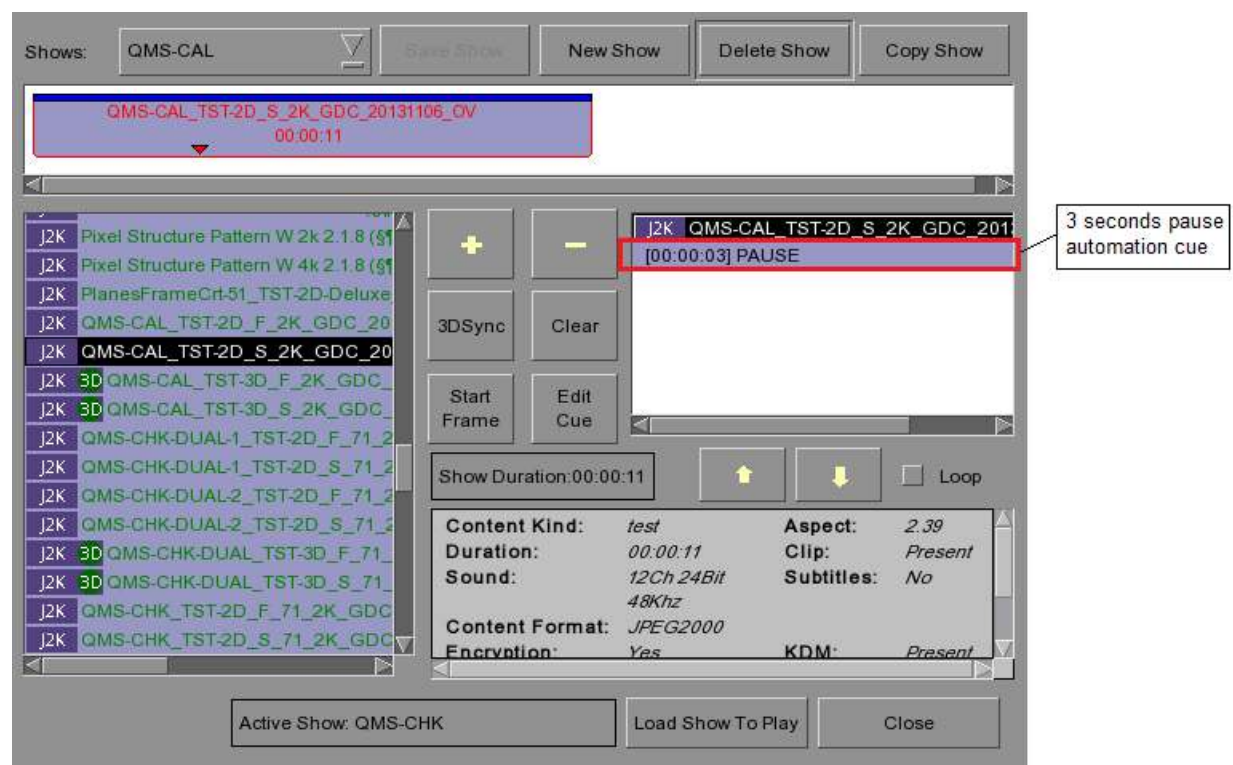 Shows:
QMS-CAL
Save Show
New Show
Delete Show
Copy Show
QMS-CAL_TST-2D_S_2K_GDC_20131106_OV
00:00:11
J2K Pixel Structure Pattern W 2k 2.1.8 (§¶
J2K Pixel Structure Pattern W 4k 2.1.8 (§¶
J2K PlanesFrameCrt-51_TST-2D-Deluxe
J2K QMS-CAL_TST-2D_F_2K_GDC_20
J2K QMS-CAL_TST-2D_S_2K_GDC_20
J2K 3D QMS-CAL_TST-3D_F_2K_GDC_
J2K 3D QMS-CAL_TST-3D_S_2K_GDC_
J2K QMS-CHK-DUAL-1_TST-2D_F_71_2
J2K QMS-CHK-DUAL-1_TST-2D_S_71_2
J2K QMS-CHK-DUAL-2_TST-2D_F_71_2
J2K QMS-CHK-DUAL-2_TST-2D_S_71_2
J2K 3D QMS-CHK-DUAL_TST-3D_F_71_
J2K 3D QMS-CHK-DUAL_TST-3D_S_71_
J2K QMS-CHK_TST-2D_F_71_2K_GDC
J2K QMS-CHK_TST-2D_S_71_2K_GDC
+
−
3DSync
Clear
Start
Frame
Edit
Cue
J2K QMS-CAL_TST-2D_S_2K_GDC_201
[00:00:03] PAUSE
3 seconds pause
automation cue
Show Duration:00:00:11
Loop
Content Kind: test Aspect: 2.39
Duration: 00:00:11 Clip: Present
Sound: 12Ch 24Bit Subtitles: No
48Khz
Content Format: JPEG2000
Encryption: Yes KDM: Present
Active Show: QMS-CHK
Load Show To Play
Close